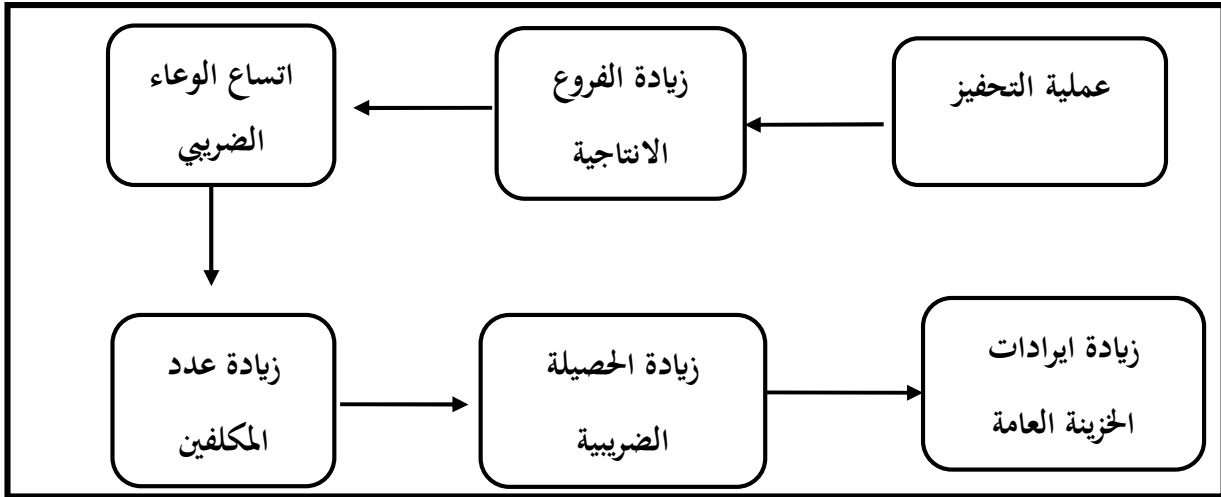 عملية التحفيز
زيادة الفروع
الانتاجية
اتساع الوعاء
الضريبي
زيادة عدد
المكلفين
زيادة الحصيلة
الضريبية
زيادة ايرادات
الخزينة العامة